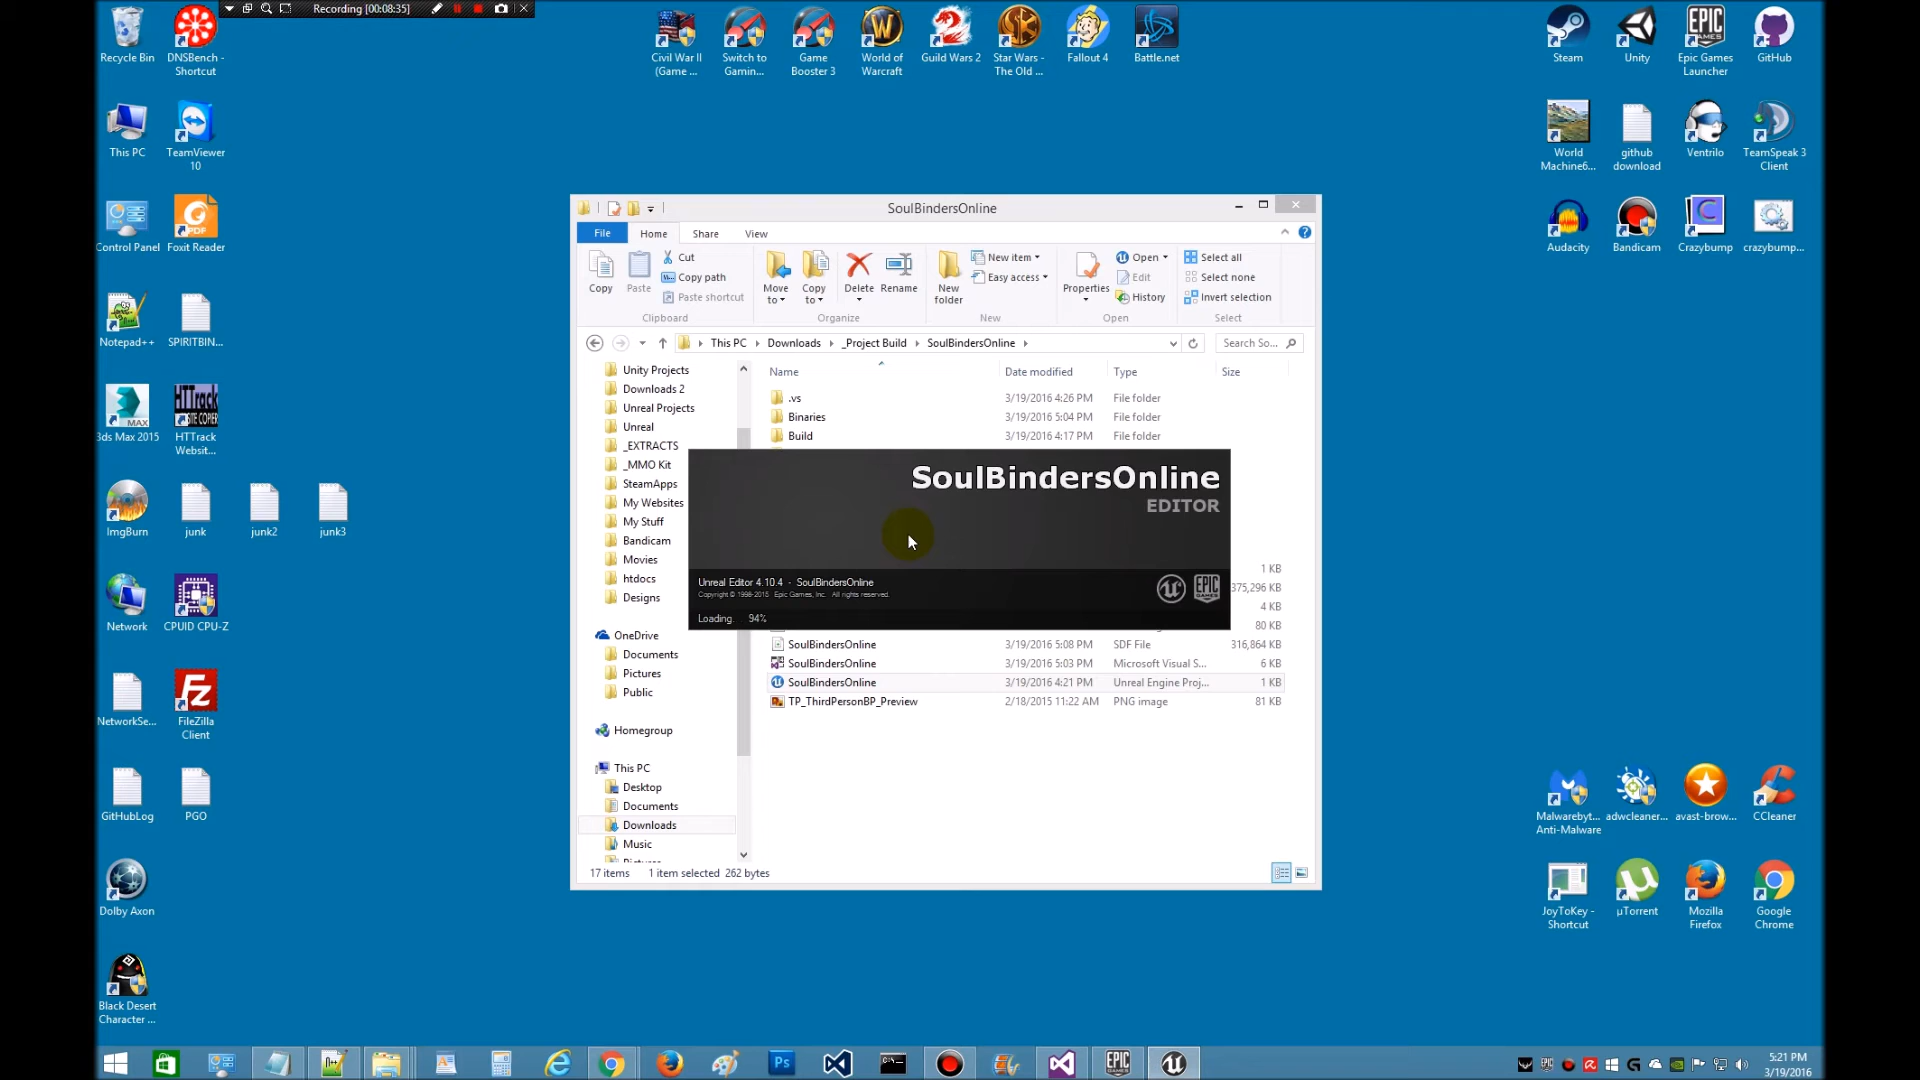 Recording [00:08:35]
Recycle Bin
DNSBench -
Shortcut
Civil War II
(Game ...
Switch to
Gamin...
Game
Booster 3
World of
Warcraft
Guild Wars 2
Star Wars -
The Old ...
Fallout 4
Battle.net
Steam
Unity
Epic Games
Launcher
GitHub
This PC
TeamViewer
10
World
Machine6...
github
download
Ventrilo
TeamSpeak 3
Client
Control Panel
Foxit Reader
Audacity
Bandicam
Crazybump
crazybump...
Notepad++
SPIRITBIN...
3ds Max 2015
HTTrack
Websit...
ImgBurn
junk
junk2
junk3
Network
CPUID CPU-Z
NetworkSe...
FileZilla
Client
GitHubLog
PGO
Dolby Axon
Black Desert
Character ...
Malwarebyt...
Anti-Malware
adwcleaner...
avast-brow...
CCleaner
JoyToKey -
Shortcut
µTorrent
Mozilla
Firefox
Google
Chrome
SoulBindersOnline
File Home Share View
Copy
Paste
Cut
Copy path
Paste shortcut
Clipboard
Move
to
Copy
to
Delete
Rename
Organize
New
folder
New item
Easy access
New
Properties
Open
Edit
History
Open
Select all
Select none
Invert selection
Select
This PC Downloads _Project Build SoulBindersOnline
Search So...
Unity Projects
Downloads 2
Unreal Projects
Unreal
_EXTRACTS
_MMO Kit
SteamApps
My Websites
My Stuff
Bandicam
Movies
htdocs
Designs
OneDrive
Documents
Pictures
Public
Homegroup
This PC
Desktop
Documents
Downloads
Music
Name Date modified Type Size
.vs 3/19/2016 4:26 PM File folder
Binaries 3/19/2016 5:04 PM File folder
Build 3/19/2016 4:17 PM File folder
SoulBindersOnline
EDITOR
Unreal Editor 4.10.4 - SoulBindersOnline
Copyright © 1998-2015 Epic Games, Inc. All rights reserved.
Loading. 94%
EPIC
GAMES
1 KB
375,296 KB
4 KB
80 KB
SoulBindersOnline 3/19/2016 5:08 PM SDF File 316,864 KB
SoulBindersOnline 3/19/2016 5:03 PM Microsoft Visual S... 6 KB
SoulBindersOnline 3/19/2016 4:21 PM Unreal Engine Proj... 1 KB
TP_ThirdPersonBP_Preview 2/18/2015 11:22 AM PNG image 81 KB
17 items 1 item selected 262 bytes
5:21 PM
3/19/2016